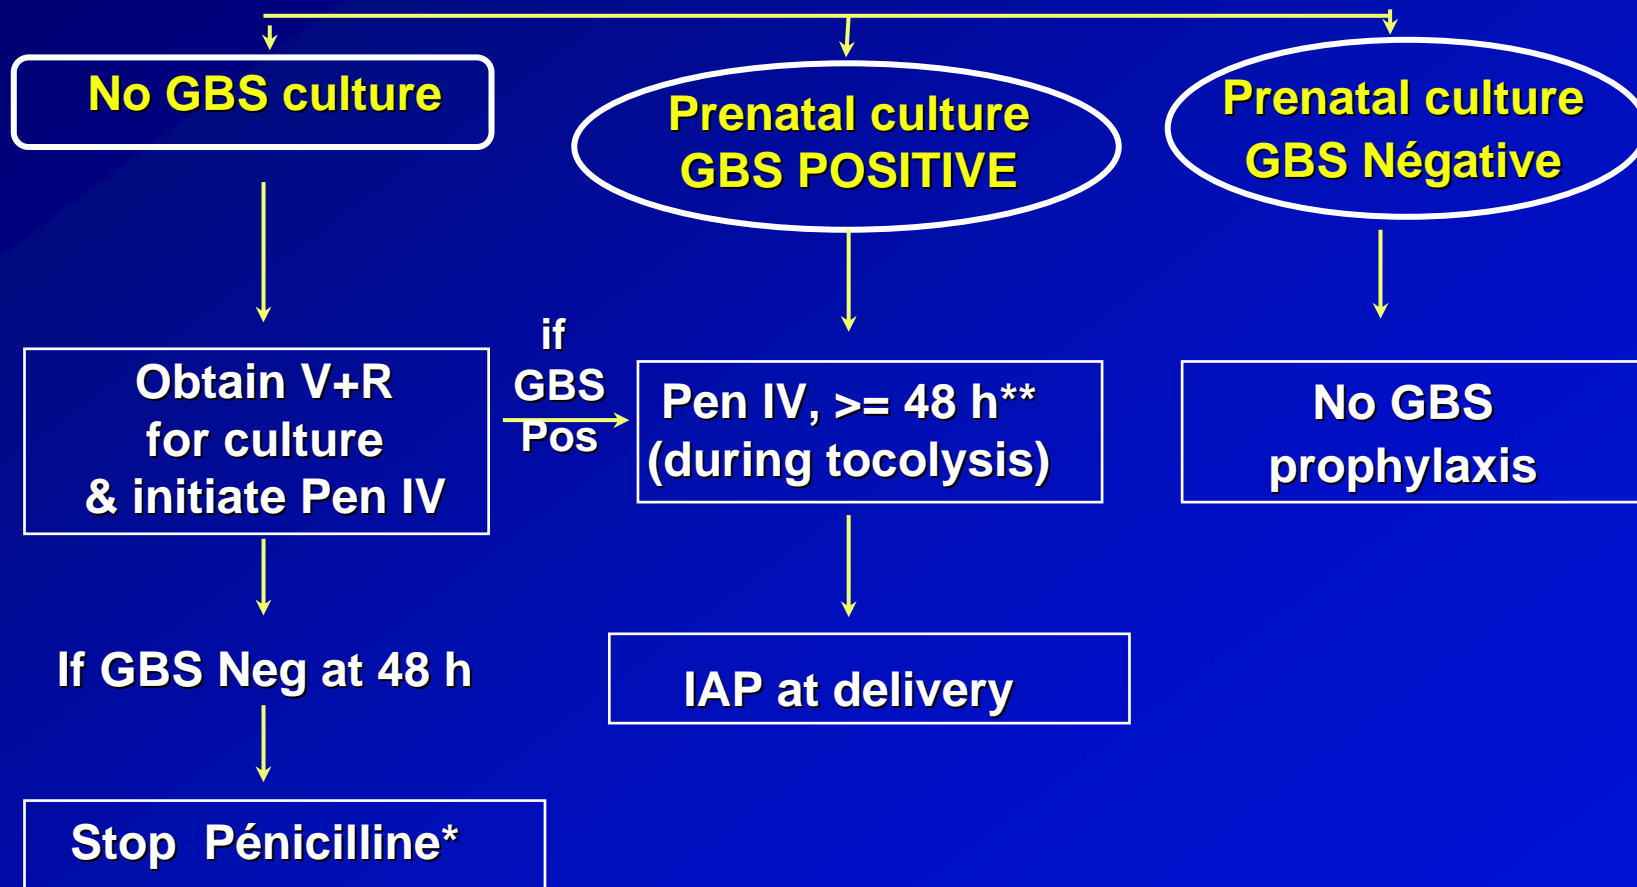 No GBS culture
Prenatal culture
GBS POSITIVE
Prenatal culture
GBS Négative
Obtain V+R
for culture
& initiate Pen IV
if
GBS
Pos
Pen IV, >= 48 h**
(during tocolysis)
No GBS
prophylaxis
If GBS Neg at 48 h
IAP at delivery
Stop Pénicilline*